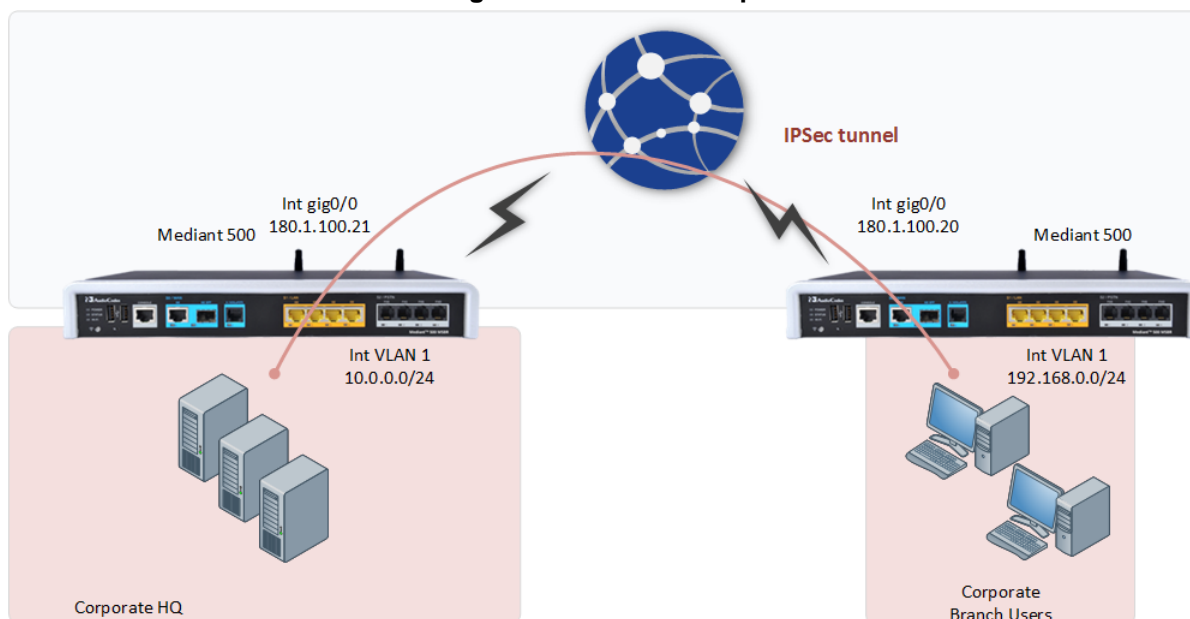 IPSec tunnel
Int gig0/0
180.1.100.21
Mediant 500
Int gig0/0
180.1.100.20
Mediant 500
AudioCodes
AudioCodes
Int VLAN 1
10.0.0.0/24
Int VLAN 1
192.168.0.0/24
Corporate HQ
Corporate
Branch Users